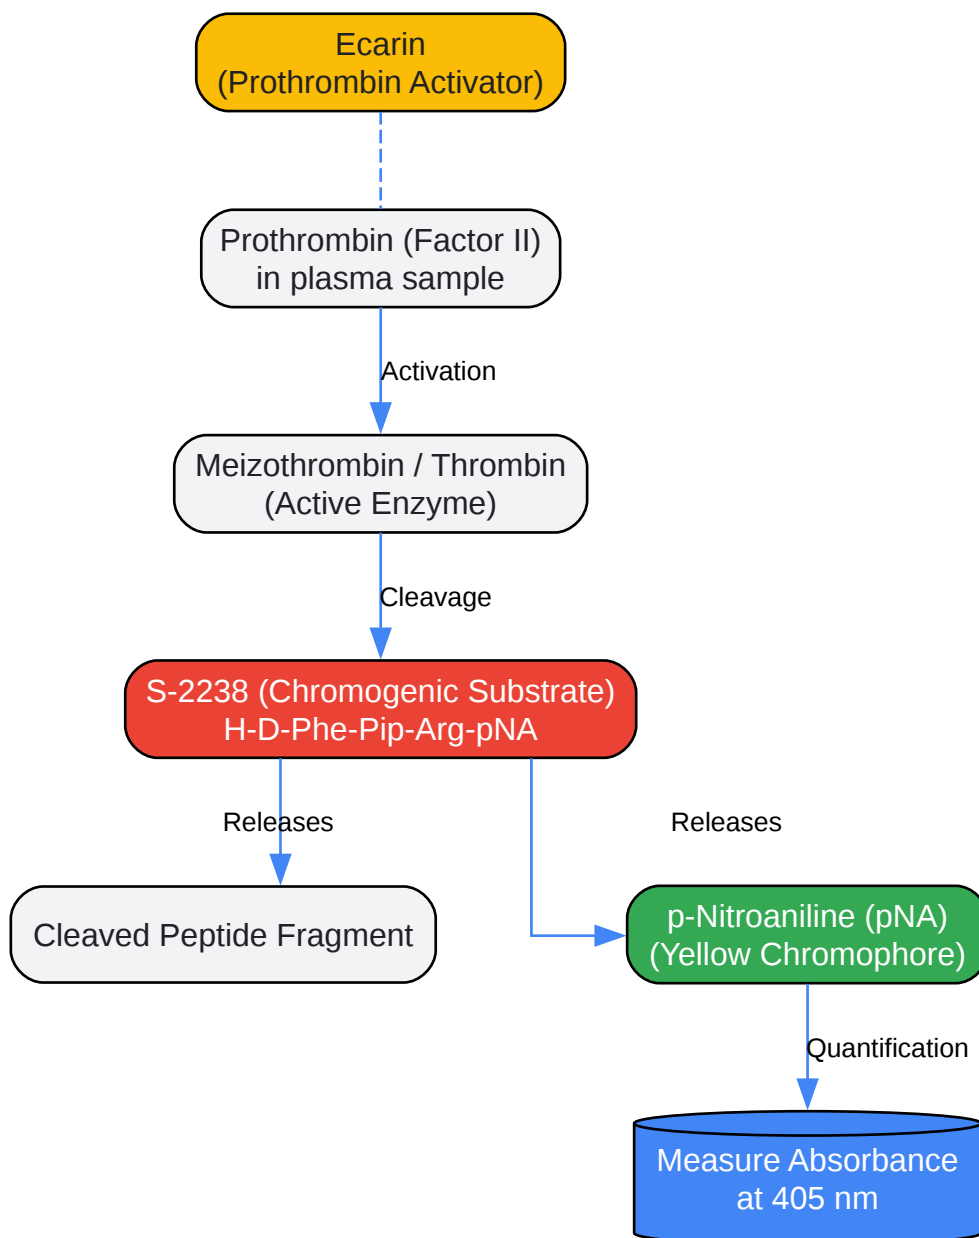 Ecarin
(Prothrombin Activator)
Prothrombin (Factor II)
in plasma sample
Activation
Meizothrombin / Thrombin
(Active Enzyme)
Cleavage
S-2238 (Chromogenic Substrate)
H-D-Phe-Pip-Arg-pNA
Releases
Releases
Cleaved Peptide Fragment
p-Nitroaniline (pNA)
(Yellow Chromophore)
Quantification
Measure Absorbance
at 405 nm